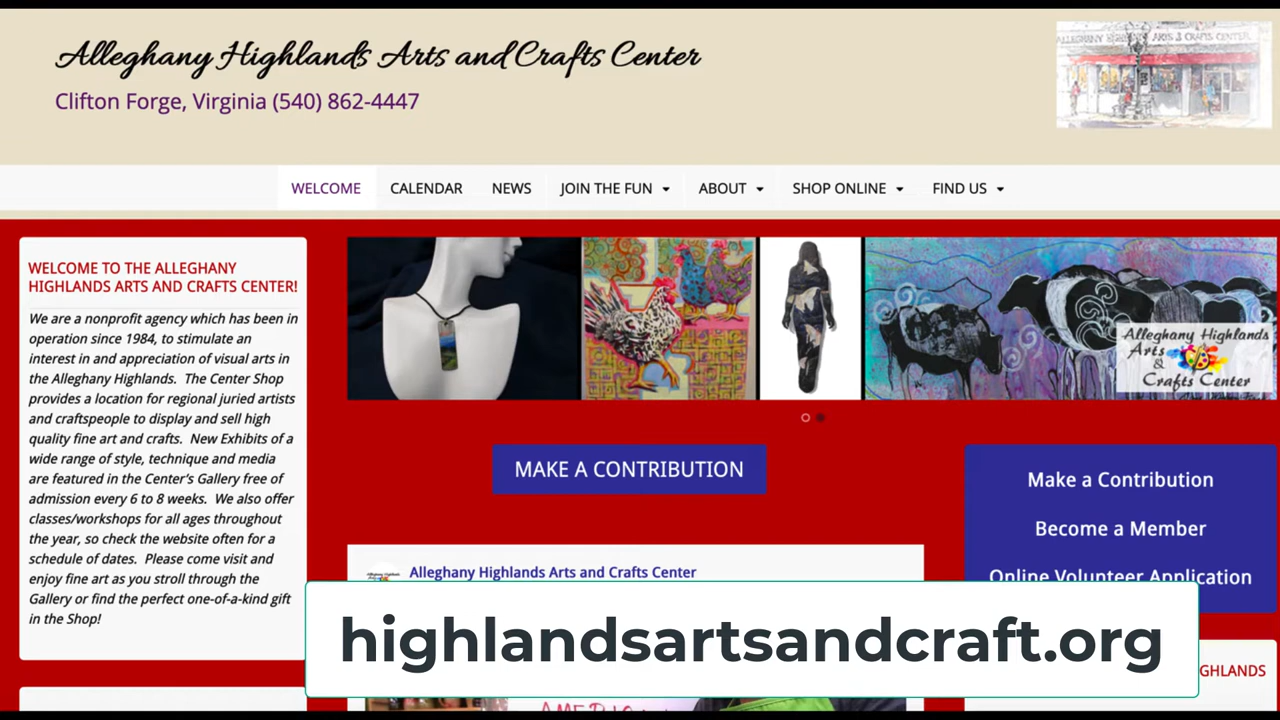 Alleghany Highlands Arts and Crafts Center
Clifton Forge, Virginia (540) 862-4447
ALLEGHANY HIGHLANDS ARTS & CRAFTS CENTER
WELCOME
CALENDAR
NEWS
JOIN THE FUN
ABOUT
SHOP ONLINE
FIND US
WELCOME TO THE ALLEGHANY
HIGHLANDS ARTS AND CRAFTS CENTER!
We are a nonprofit agency which has been in
operation since 1984, to stimulate an
interest in and appreciation of visual arts in
the Alleghany Highlands. The Center Shop
provides a location for regional juried artists
and craftspeople to display and sell high
quality fine art and crafts. New Exhibits of a
wide range of style, technique and media
are featured in the Center’s Gallery free of
admission every 6 to 8 weeks. We also offer
classes/workshops for all ages throughout
the year, so check the website often for a
schedule of dates. Please come visit and
enjoy fine art as you stroll through the
Gallery or find the perfect one-of-a-kind gift
in the Shop!
Alleghany Highlands
Arts
&
Crafts Center
MAKE A CONTRIBUTION
Make a Contribution
Become a Member
Online Volunteer Application
Alleghany Highlands Arts and Crafts Center
highlandsartsandcraft.org
GHLANDS